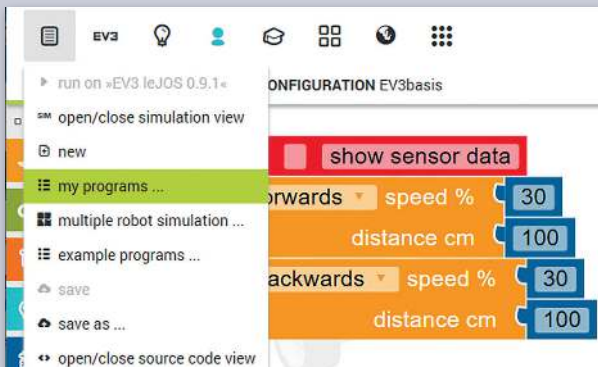 EV3
run on »EV3 leJOS 0.9.1«
ONFIGURATION EV3basis
SIM open/close simulation view
new
show sensor data
my programs ...
orwards speed % 30
multiple robot simulation ...
distance cm 100
example programs ...
ackwards speed % 30
save
distance cm 100
save as ...
open/close source code view